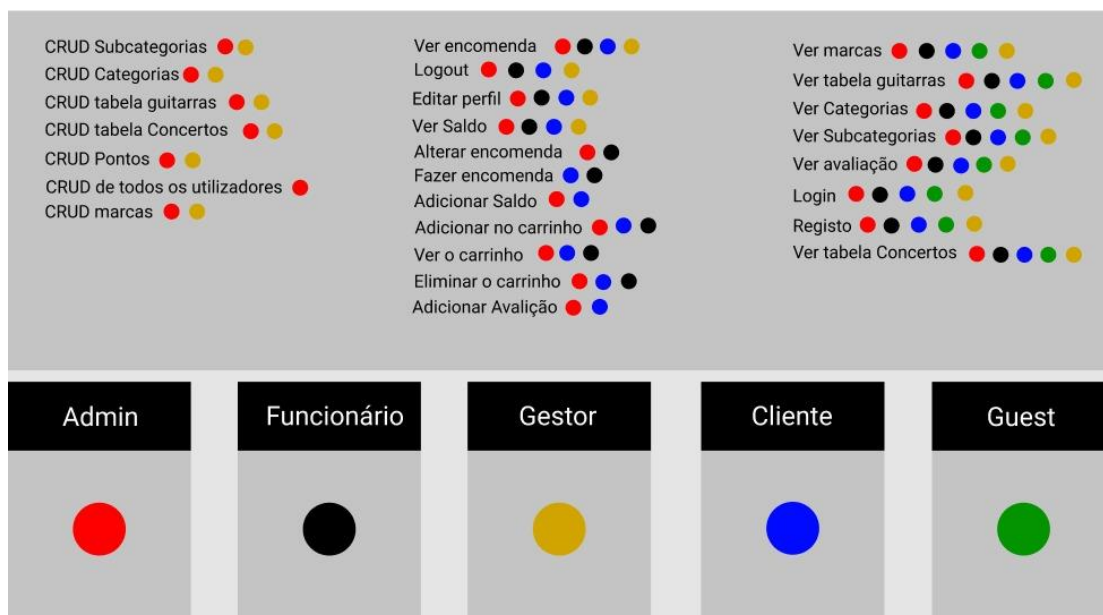 CRUD Subcategorias
CRUD Categorias
CRUD tabela guitarras
CRUD tabela Concertos
CRUD Pontos
CRUD de todos os utilizadores
CRUD marcas
Ver encomenda
Logout
Editar perfil
Ver Saldo
Alterar encomenda
Fazer encomenda
Adicionar Saldo
Adicionar no carrinho
Ver o carrinho
Eliminar o carrinho
Adicionar Avalição
Ver marcas
Ver tabela guitarras
Ver Categorias
Ver Subcategorias
Ver avaliação
Login
Registo
Ver tabela Concertos
Admin
Funcionário
Gestor
Cliente
Guest